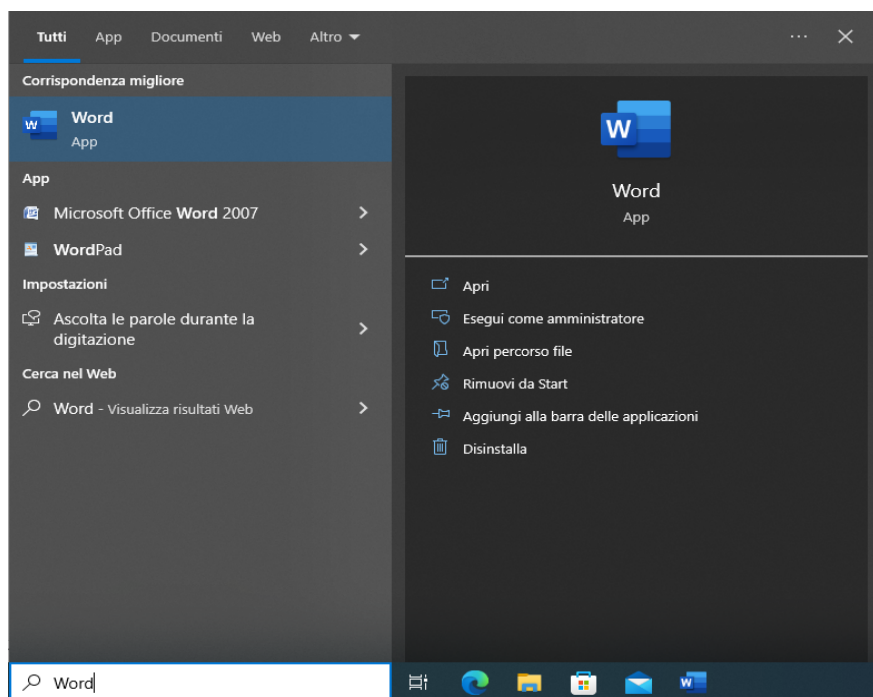 Tutti App Documenti Web Altro
Corrispondenza migliore
Word
App
App
Microsoft Office Word 2007
WordPad
Impostazioni
Ascolta le parole durante la
digitazione
Cerca nel Web
Word - Visualizza risultati Web
Word
App
Apri
Esegui come amministratore
Apri percorso file
Rimuovi da Start
Aggiungi alla barra delle applicazioni
Disinstalla
Word